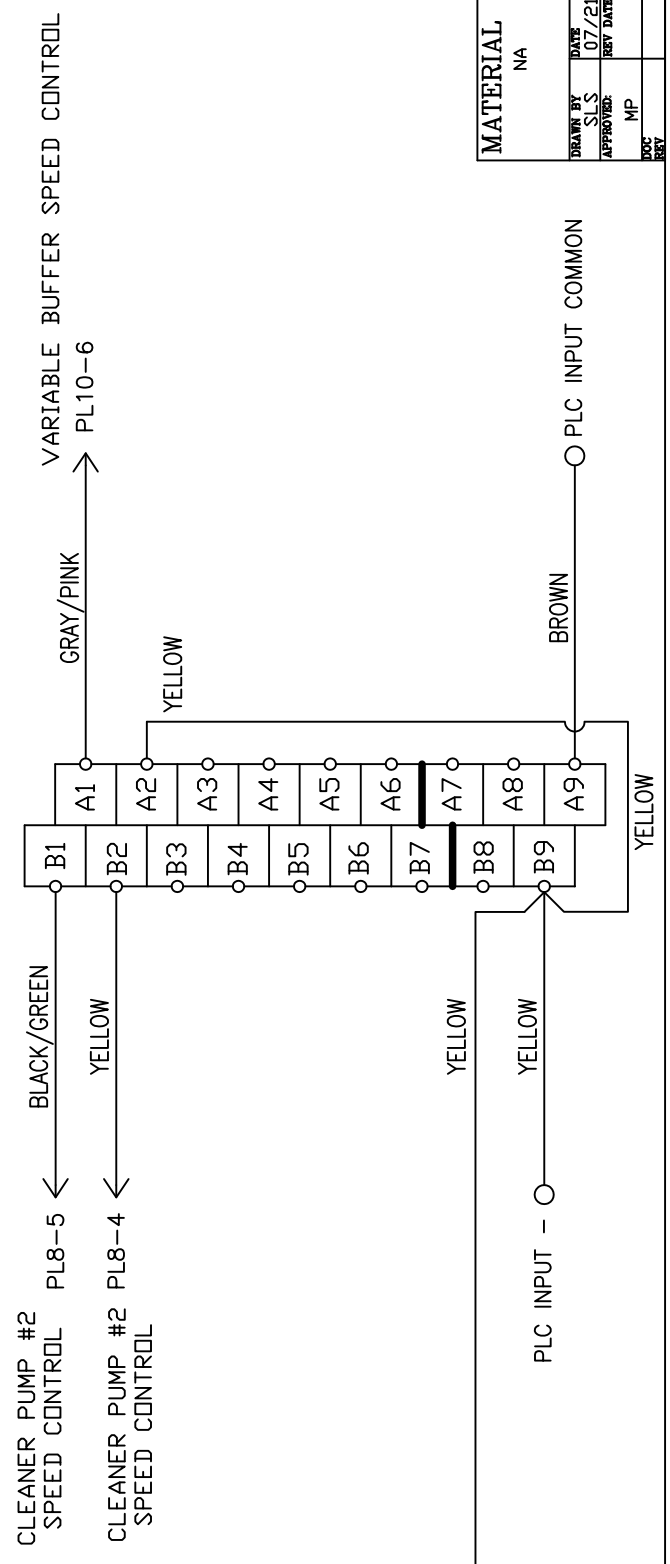 VARIABLE BUFFER SPEED CONTROL
PL10-6
GRAY/PINK
YELLOW
A1
A2
A3
A4
A5
A6
A7
A8
A9
B1
B2
B3
B4
B5
B6
B7
B8
B9
BLACK/GREEN
YELLOW
CLEANER PUMP #2
SPEED CONTROL
PL8-5
CLEANER PUMP #2
SPEED CONTROL
PL8-4
YELLOW
YELLOW
PLC INPUT -
YELLOW
BROWN
PLC INPUT COMMON
MATERIAL
NA
DRAWN BY
SLS
DATE
07/21
APPROVED:
MP
REV DATE
DOC
REV